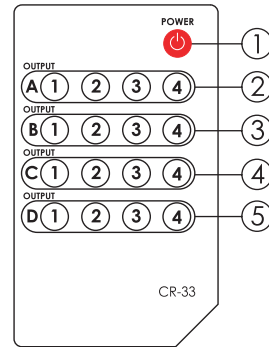 POWER
1
OUTPUT
A 1 2 3 4 2
OUTPUT
B 1 2 3 4 3
OUTPUT
C 1 2 3 4 4
OUTPUT
D 1 2 3 4 5
CR-33